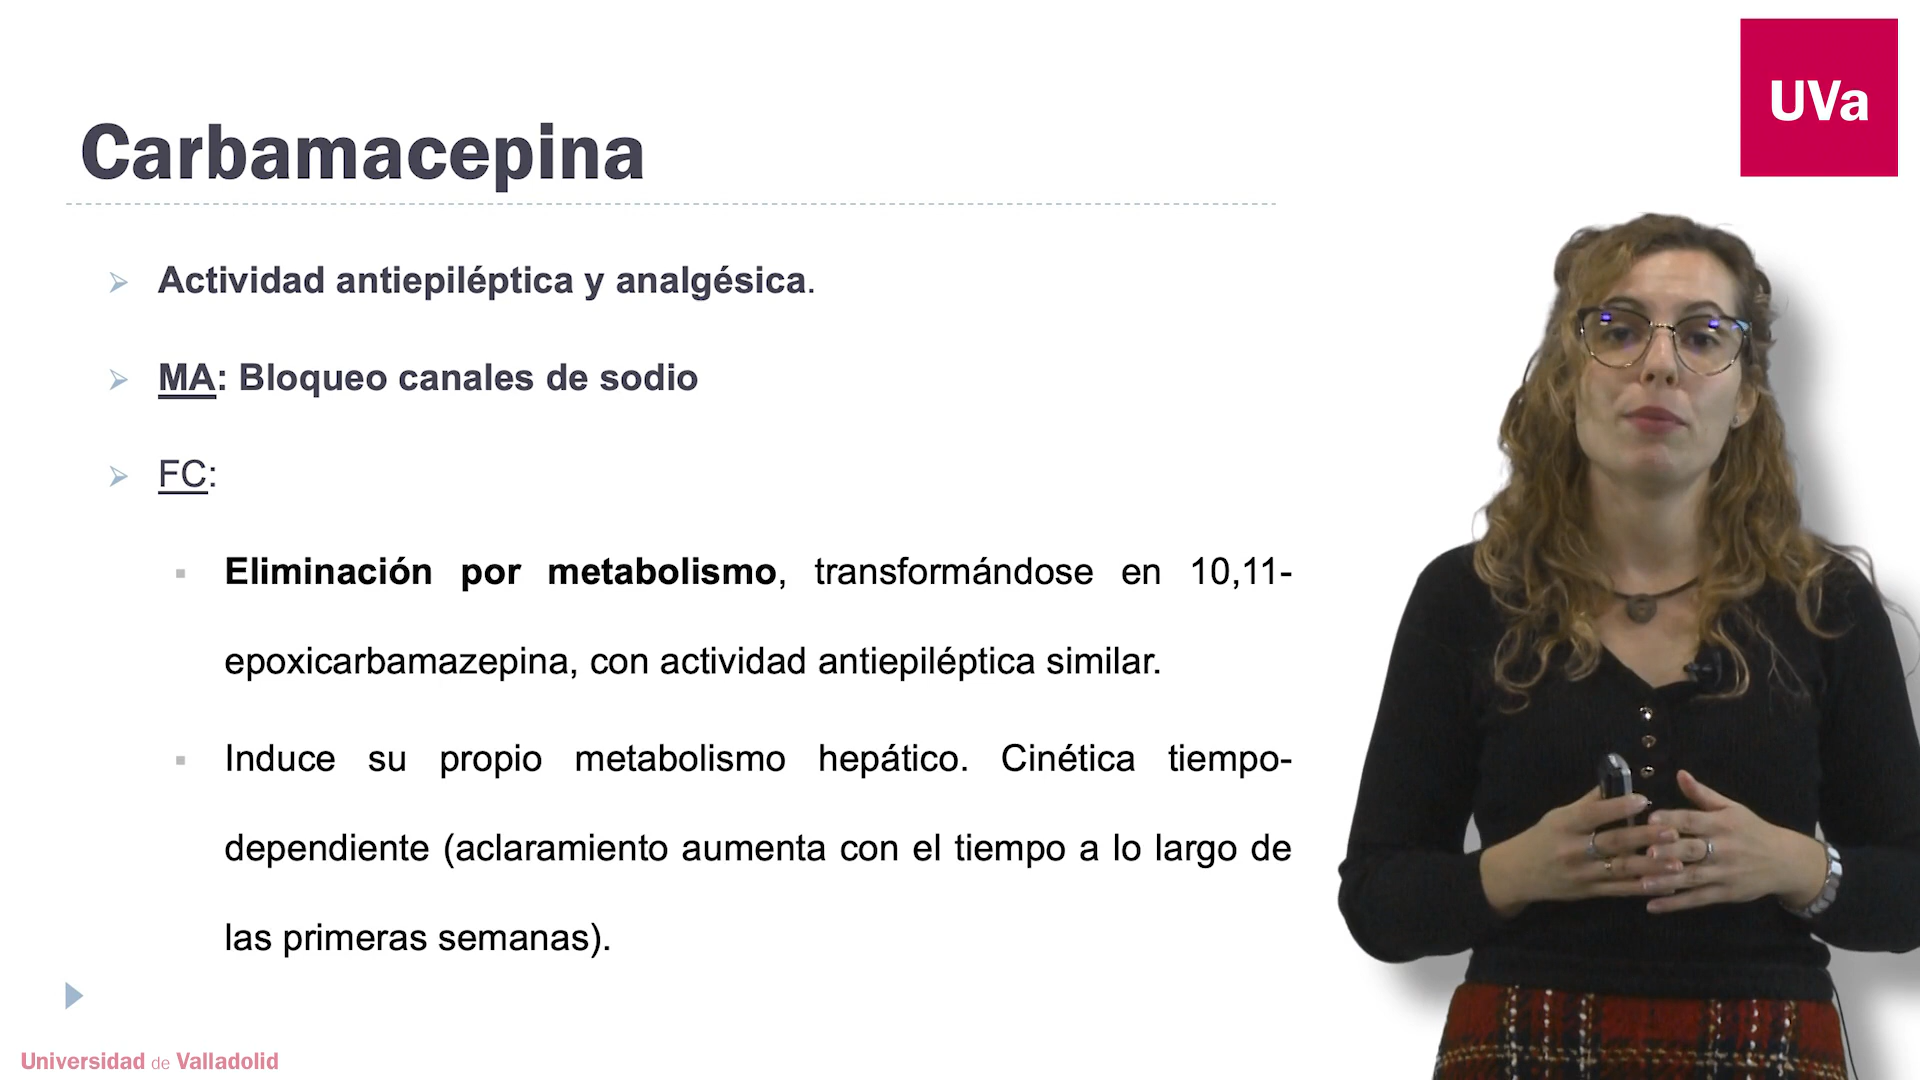 UVa
Carbamacepina
Actividad antiepiléptica y analgésica.
MA: Bloqueo canales de sodio
FC:
Eliminación por metabolismo, transformándose en 10,11-
epoxicarbamazepina, con actividad antiepiléptica similar.
Induce su propio metabolismo hepático. Cinética tiempo-
dependiente (aclaramiento aumenta con el tiempo a lo largo de
las primeras semanas).
Universidad de Valladolid